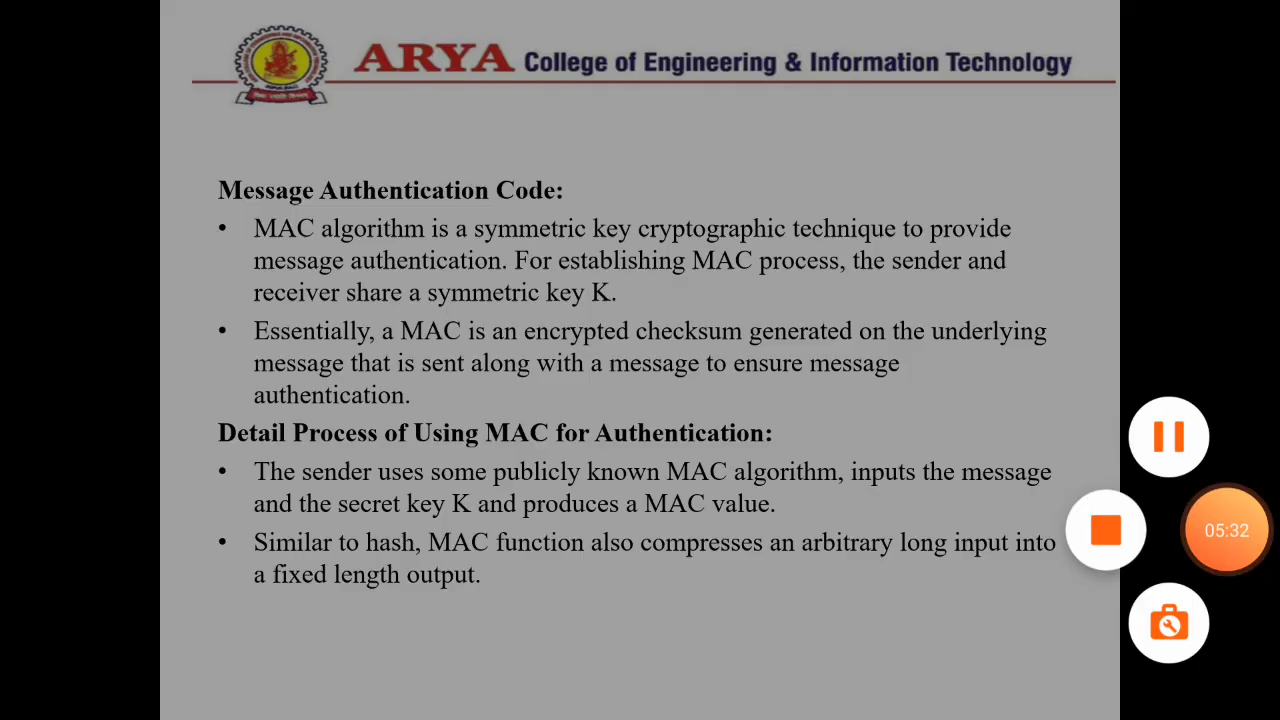 ARYA College of Engineering & Information Technology
Message Authentication Code:
• MAC algorithm is a symmetric key cryptographic technique to provide
message authentication. For establishing MAC process, the sender and
receiver share a symmetric key K.
• Essentially, a MAC is an encrypted checksum generated on the underlying
message that is sent along with a message to ensure message
authentication.
Detail Process of Using MAC for Authentication:
• The sender uses some publicly known MAC algorithm, inputs the message
and the secret key K and produces a MAC value.
• Similar to hash, MAC function also compresses an arbitrary long input into
a fixed length output.
05:32